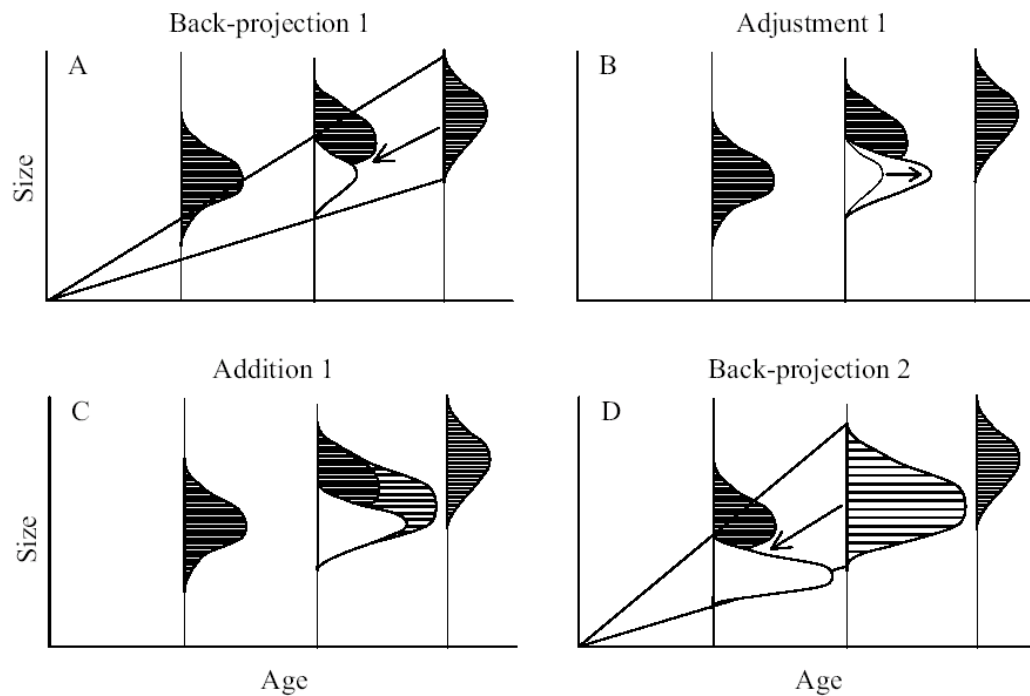 Back-projection 1
Adjustment 1
A
B
Size
Addition 1
Back-projection 2
C
D
Size
Age
Age